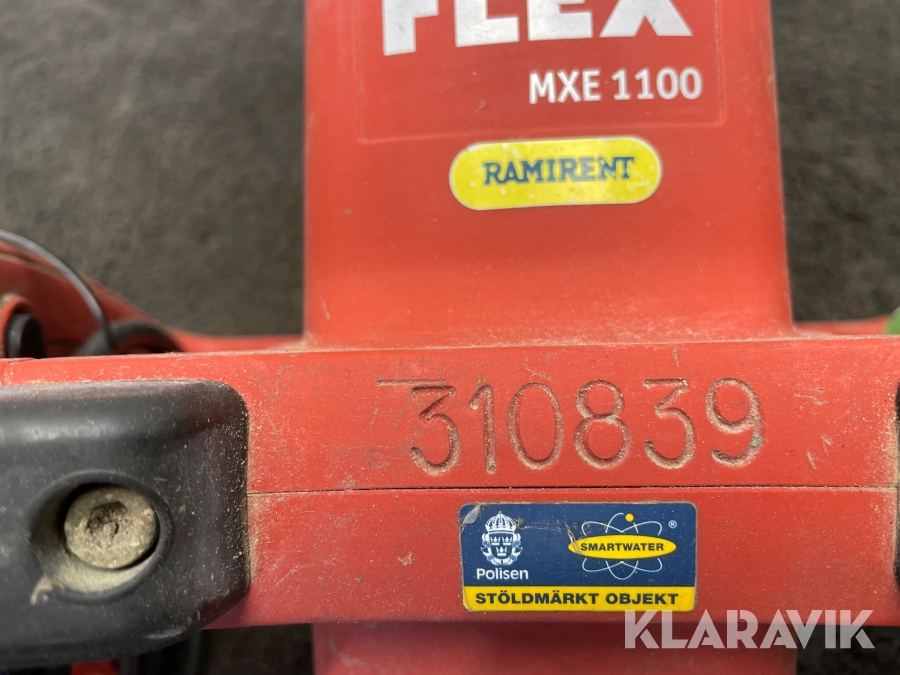 FLEX
MXE 1100
RAMIRENT
310839
Polisen
SMARTWATER
®
STÖLDMÄRKT OBJEKT
KLARAVIK